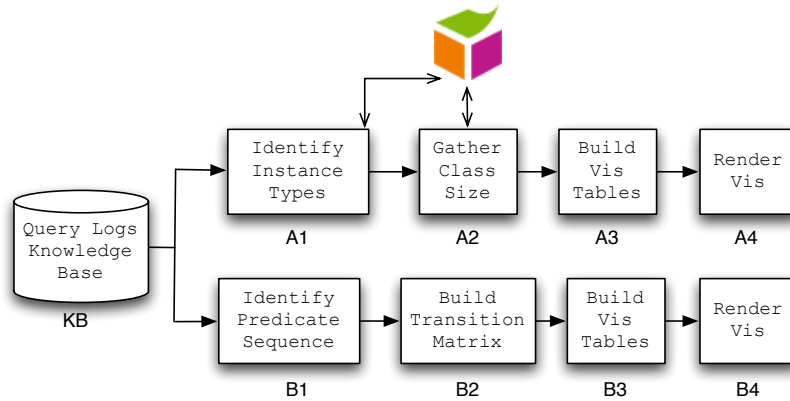 Identify
Instance
Types
Gather
Class
Size
Build
Vis
Tables
Render
Vis
A1
A2
A3
A4
Query Logs
Knowledge
Base
KB
Identify
Predicate
Sequence
Build
Transition
Matrix
Build
Vis
Tables
Render
Vis
B1
B2
B3
B4